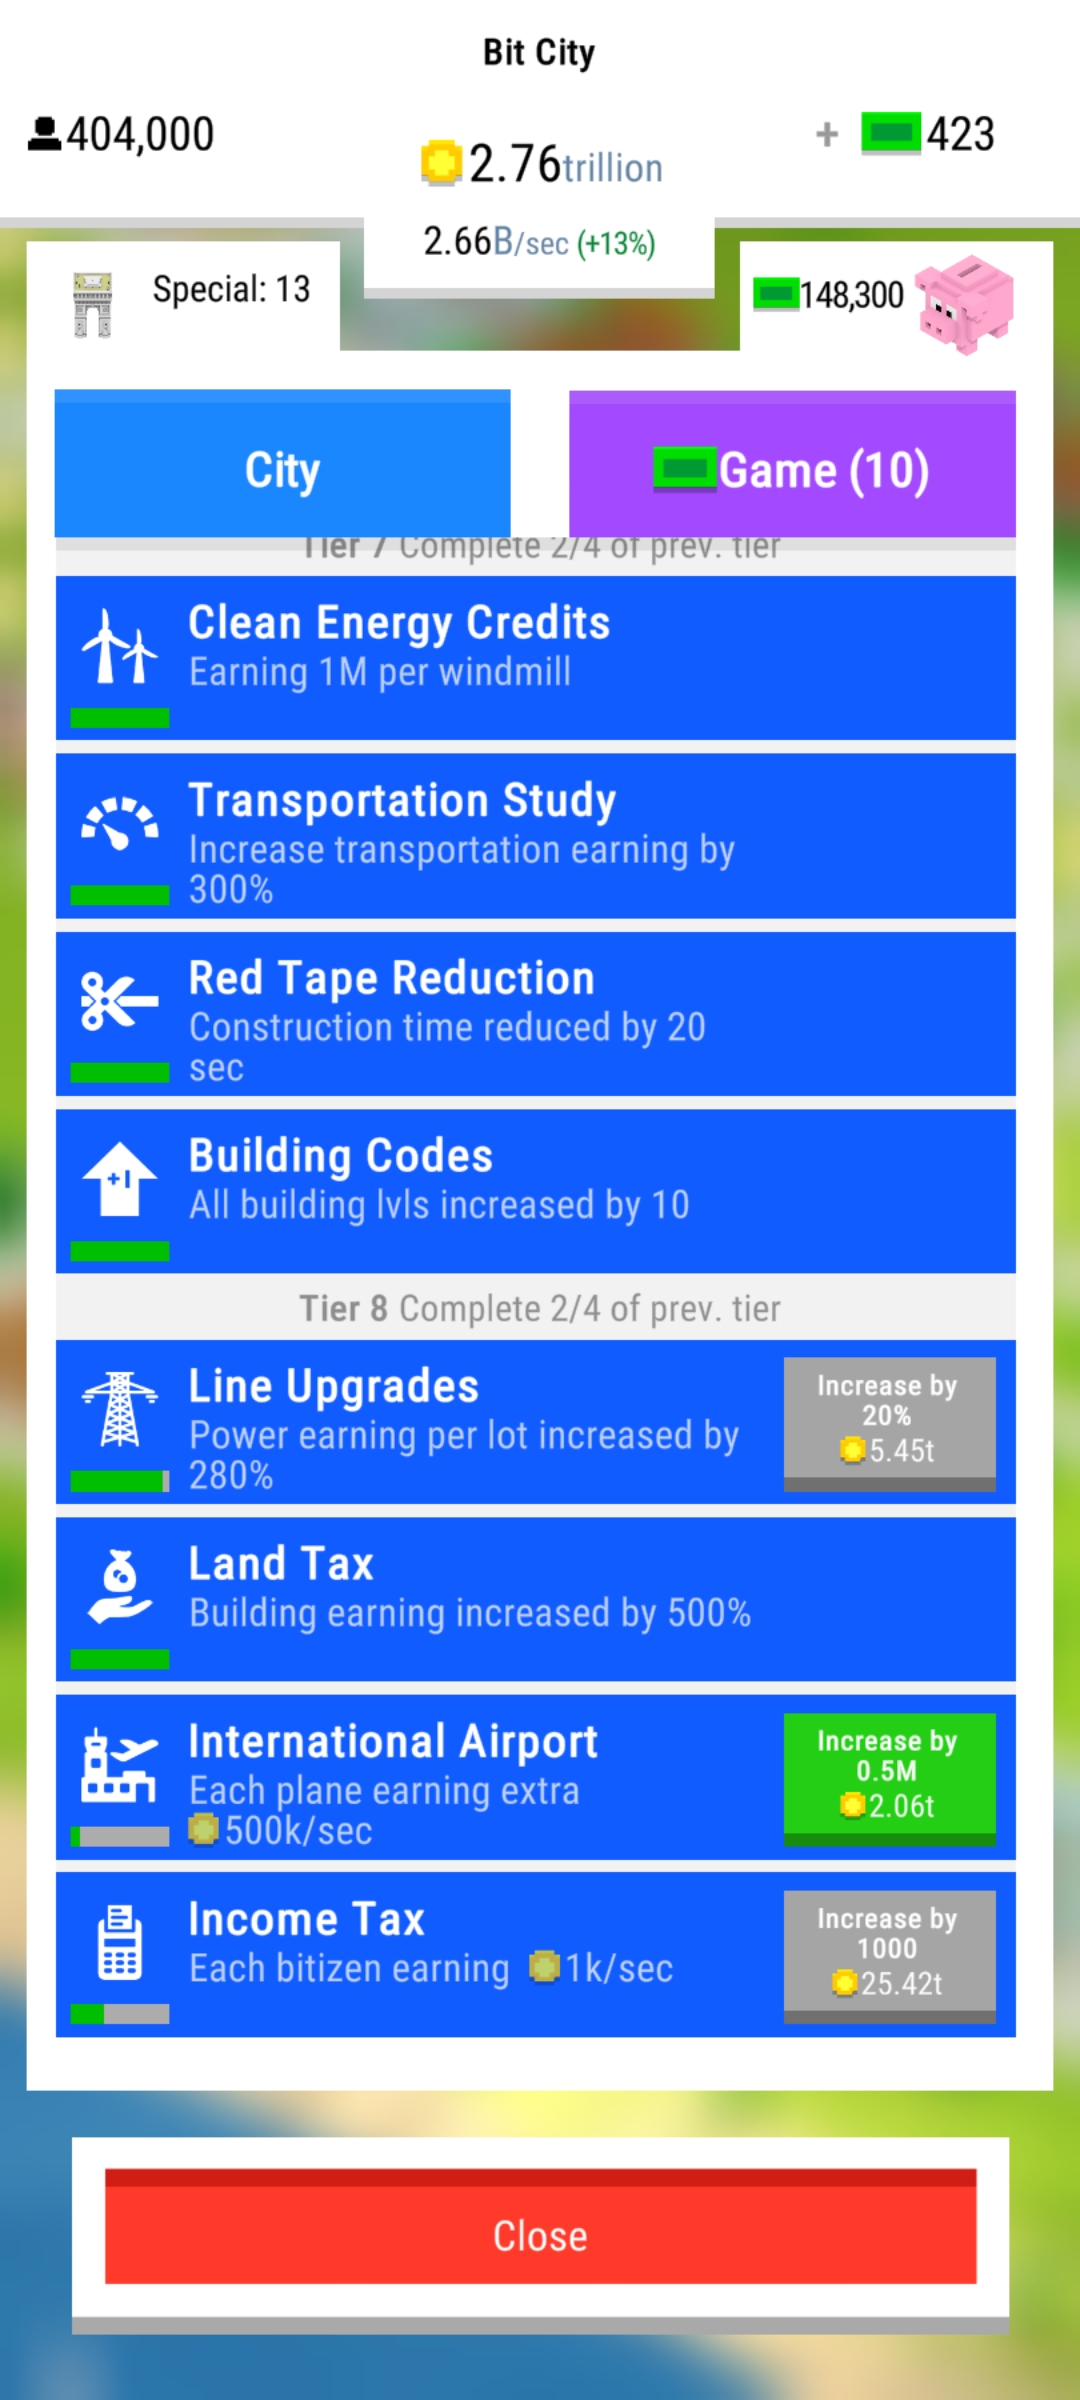 Bit City
404,000
2.76trillion
+ 423
2.66B/sec (+13%)
Special: 13
148,300
City
Game (10)
Tier 7 Complete 2/4 of prev. tier
Clean Energy Credits
Earning 1M per windmill
Transportation Study
Increase transportation earning by
300%
Red Tape Reduction
Construction time reduced by 20
sec
+1
Building Codes
All building lvls increased by 10
Tier 8 Complete 2/4 of prev. tier
Line Upgrades
Power earning per lot increased by
280%
Increase by
20%
5.45t
Land Tax
Building earning increased by 500%
International Airport
Each plane earning extra
500k/sec
Increase by
0.5M
2.06t
Income Tax
Each bitizen earning 1k/sec
Increase by
1000
25.42t
Close